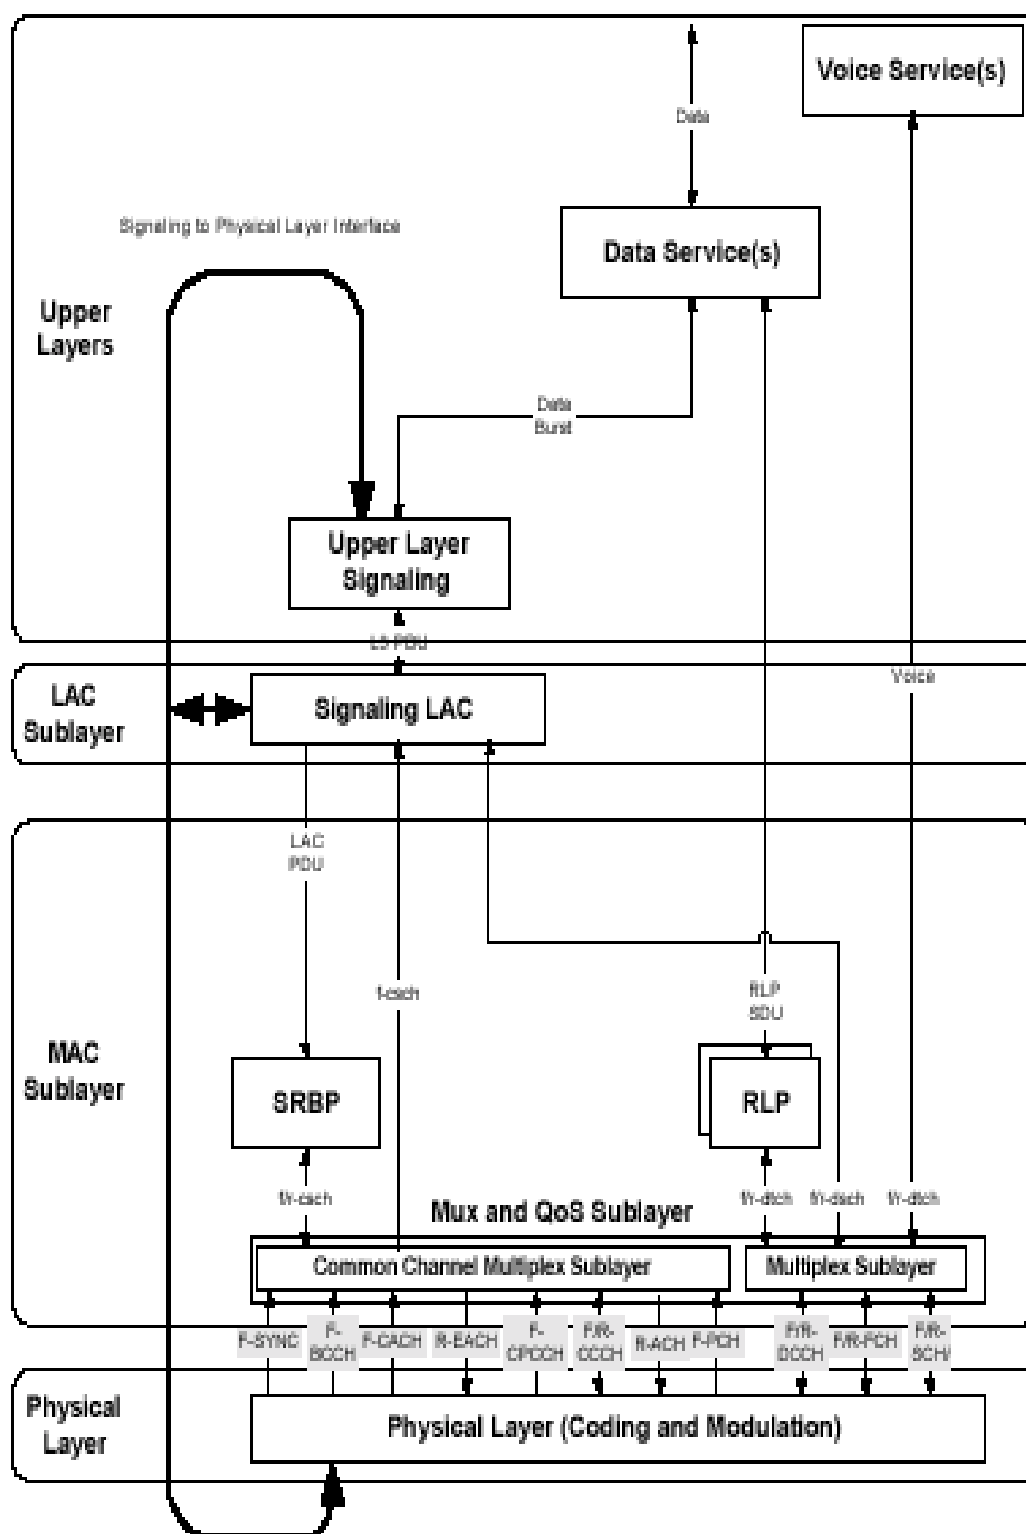 Voice Service(s)
Data
Signaling to Physical Layer Interface
Data Service(s)
Upper
Layers
Data
Burst
Upper Layer
Signaling
L3 PDU
LAC
Sublayer
Signaling LAC
Voice
LAC
PDU
f-csch
RLP
SDU
MAC
Sublayer
SRBP
RLP
f/r-csch
f/r-dtch
f/r-dsch
f/r-dtch
Mux and QoS Sublayer
Common Channel Multiplex Sublayer
Multiplex Sublayer
F-SYNC
F-
BCCH
F-CACH
R-EACH
F-
CPCCH
F/R-
CCCH
R-ACH
F-PCH
F/R-
DCCH
F/R-FCH
F/R-
SCH/
Physical
Layer
Physical Layer (Coding and Modulation)